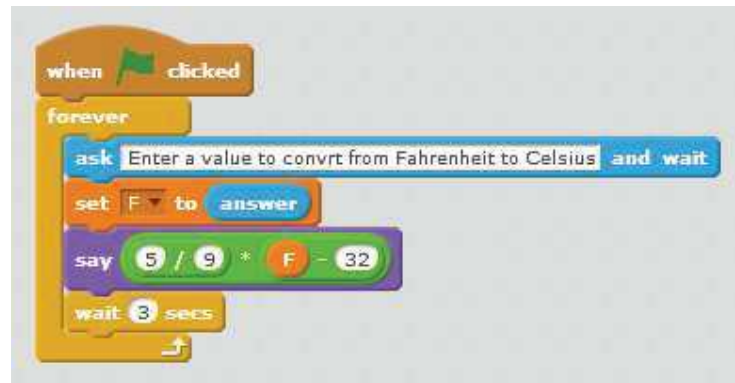 when clicked
forever
ask Enter a value to convrt from Fahrenheit to Celsius and wait
set F to answer
say 5 / 9 * F - 32
wait 3 secs